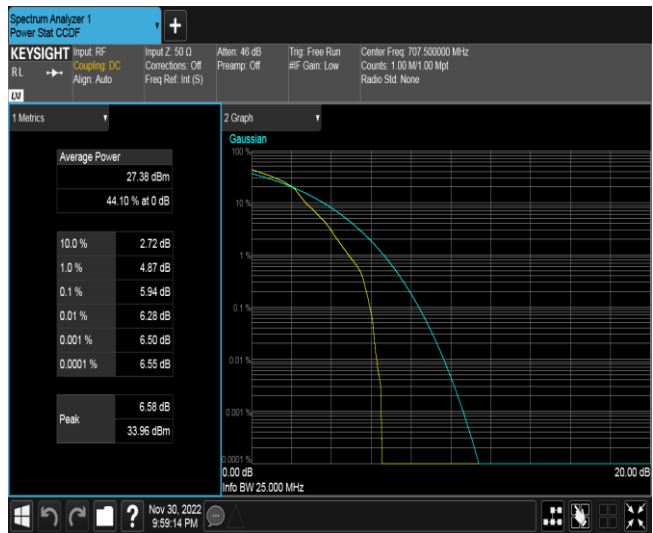 Spectrum Analyzer 1
Power Stat CCDF
+
KEYSIGHT
RL
LXI
Input: RF
Coupling: DC
Align: Auto
Input Z: 50 Ω
Corrections: Off
Freq Ref: Int (S)
Atten: 46 dB
Preamp: Off
Trig: Free Run
#IF Gain: Low
Center Freq: 707.500000 MHz
Counts: 1.00 M/1.00 Mpt
Radio Std: None
1 Metrics
Average Power
27.38 dBm
44.10 % at 0 dB
10.0 % 2.72 dB
1.0 % 4.87 dB
0.1 % 5.94 dB
0.01 % 6.28 dB
0.001 % 6.50 dB
0.0001 % 6.55 dB
Peak
6.58 dB
33.96 dBm
2 Graph
Gaussian
100 %
10 %
1 %
0.1 %
0.01 %
0.001 %
0.0001 %
0.00 dB 20.00 dB
Info BW 25.000 MHz
?
Nov 30, 2022
9:59:14 PM